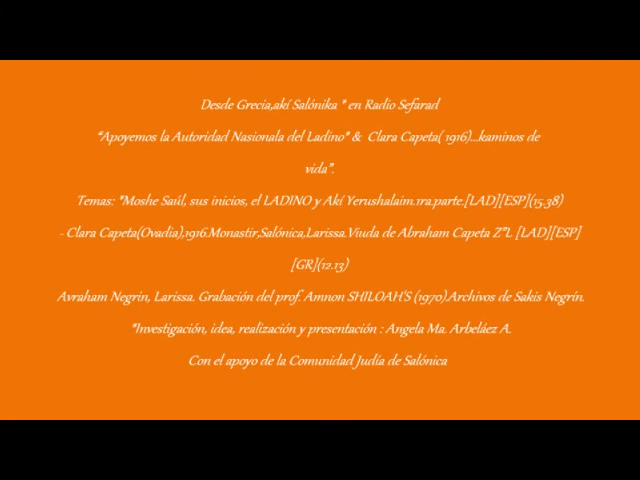 Desde Grecia,akí Salónika * en Radio Sefarad
“Apoyemos la Autoridad Nasionala del Ladino" & Clara Capeta( 1916)...kaminos de
vida”.
Temas: "Moshe Saúl, sus inicios, el LADINO y Akí Yerushalaim.1ra.parte.[LAD][ESP](15.38)
- Clara Capeta(Ovadia),1916.Monastir,Salónica,Larissa.Viuda de Abraham Capeta Z"L [LAD][ESP]
[GR](12.13)
Avraham Negrin, Larissa. Grabación del prof. Amnon SHILOAH'S (1970).Archivos de Sakis Negrín.
*Investigación, idea, realización y presentación : Angela Ma. Arbeláez A.
Con el apoyo de la Comunidad Judía de Salónica